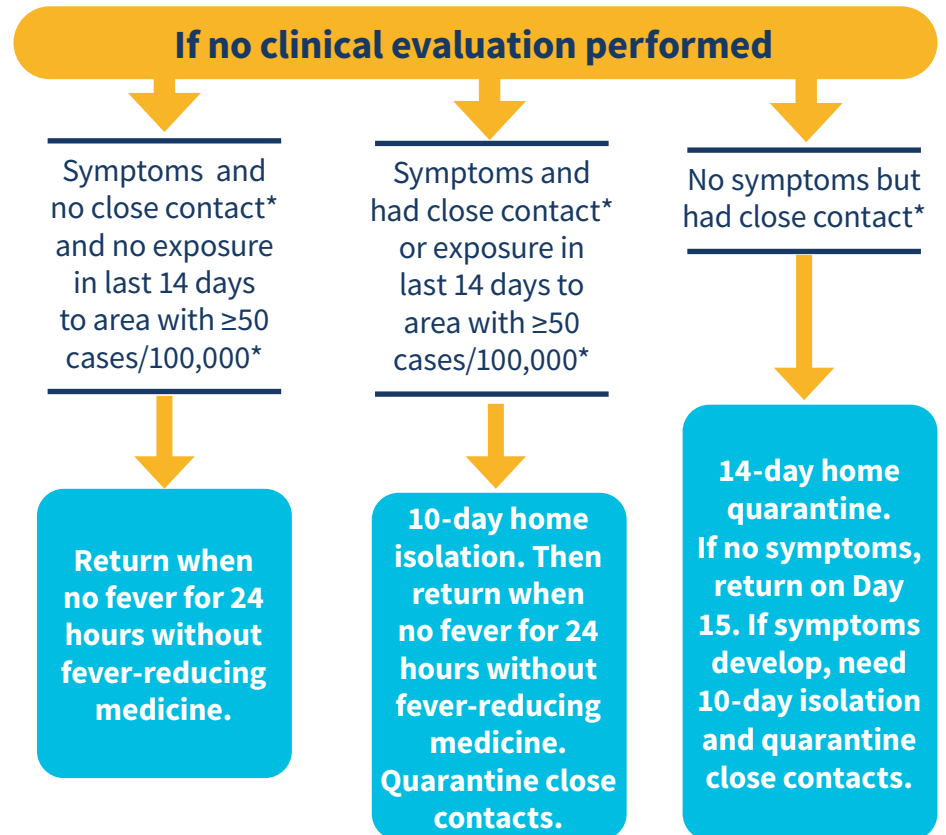 If no clinical evaluation performed
Symptoms and
no close contact*
and no exposure
in last 14 days
to area with ≥50
cases/100,000*
Return when
no fever for 24
hours without
fever-reducing
medicine.
Symptoms and
had close contact*
or exposure in
last 14 days to
area with ≥50
cases/100,000*
10-day home
isolation. Then
return when
no fever for 24
hours without
fever-reducing
medicine.
Quarantine close
contacts.
No symptoms but
had close contact*
14-day home
quarantine.
If no symptoms,
return on Day
15. If symptoms
develop, need
10-day isolation
and quarantine
close contacts.